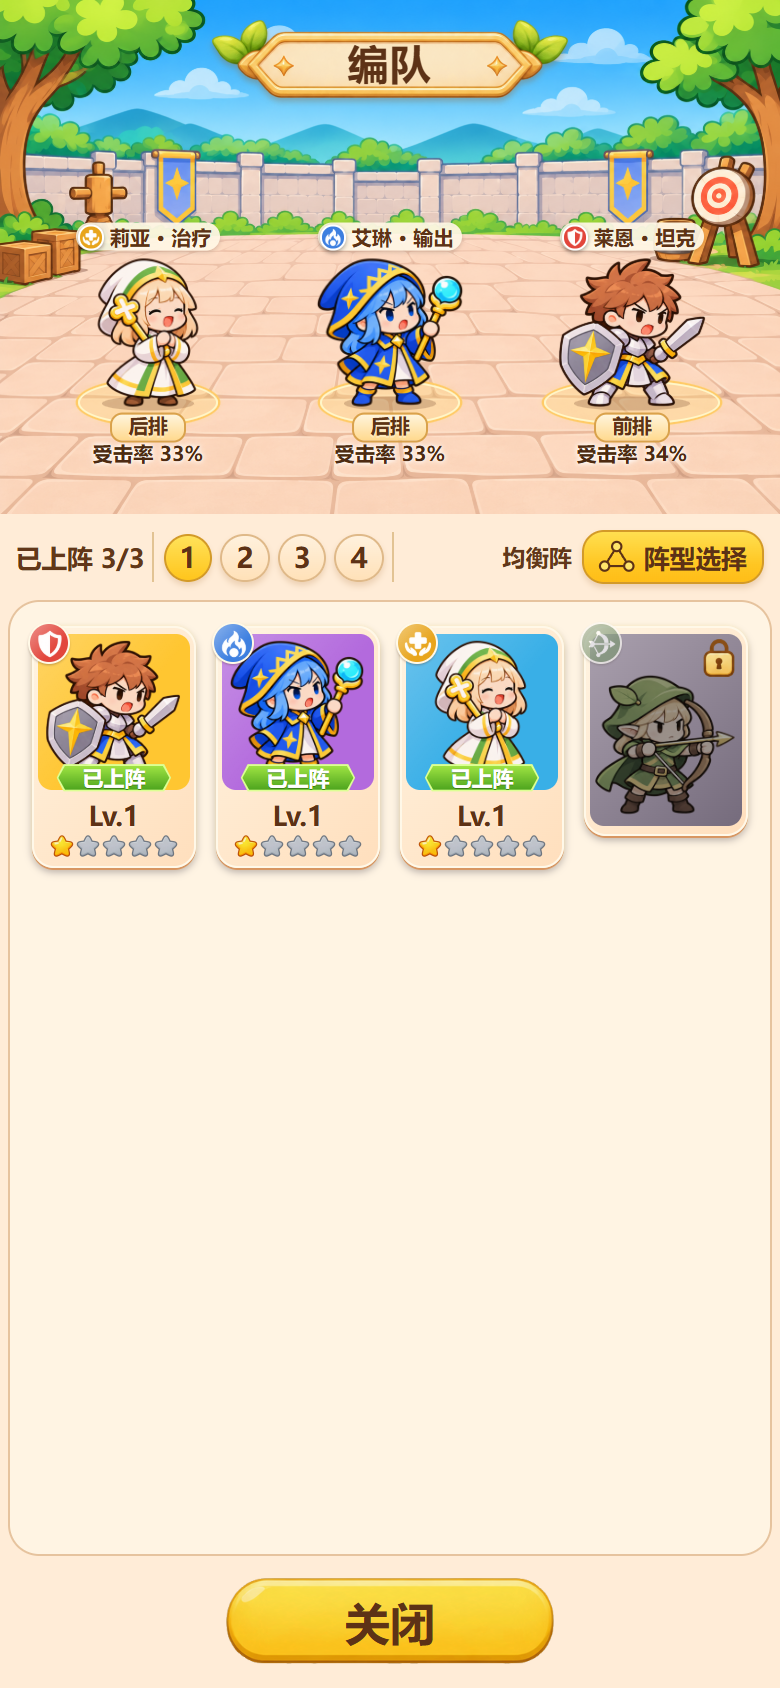 编队
莉亚·治疗
艾琳·输出
莱恩·坦克
后排
后排
前排
受击率 33%
受击率 33%
受击率 34%
已上阵 3/3
1
2
3
4
均衡阵
阵型选择
已上阵
已上阵
已上阵
Lv.1
Lv.1
Lv.1
关闭